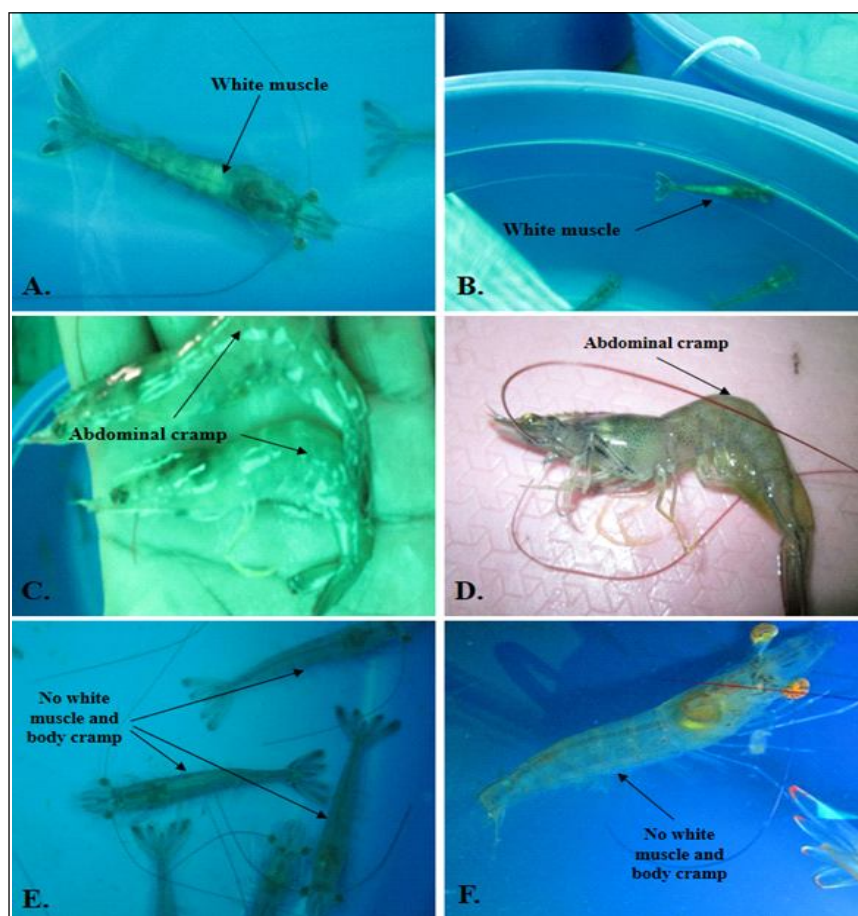 White muscle
A.
White muscle
B.
Abdominal cramp
C.
Abdominal cramp
D.
No white
muscle and
body cramp
E.
No white
muscle and
body cramp
F.